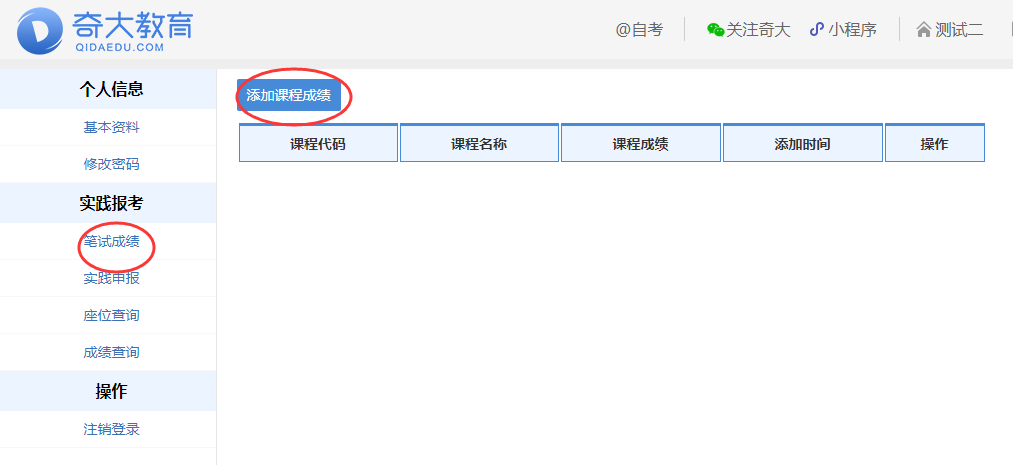 奇大教育
QIDAEDU.COM
@自考
关注奇大
小程序
测试二
个人信息
基本资料
修改密码
实践报考
笔试成绩
实践申报
座位查询
成绩查询
操作
注销登录
添加课程成绩
课程代码 课程名称 课程成绩 添加时间 操作